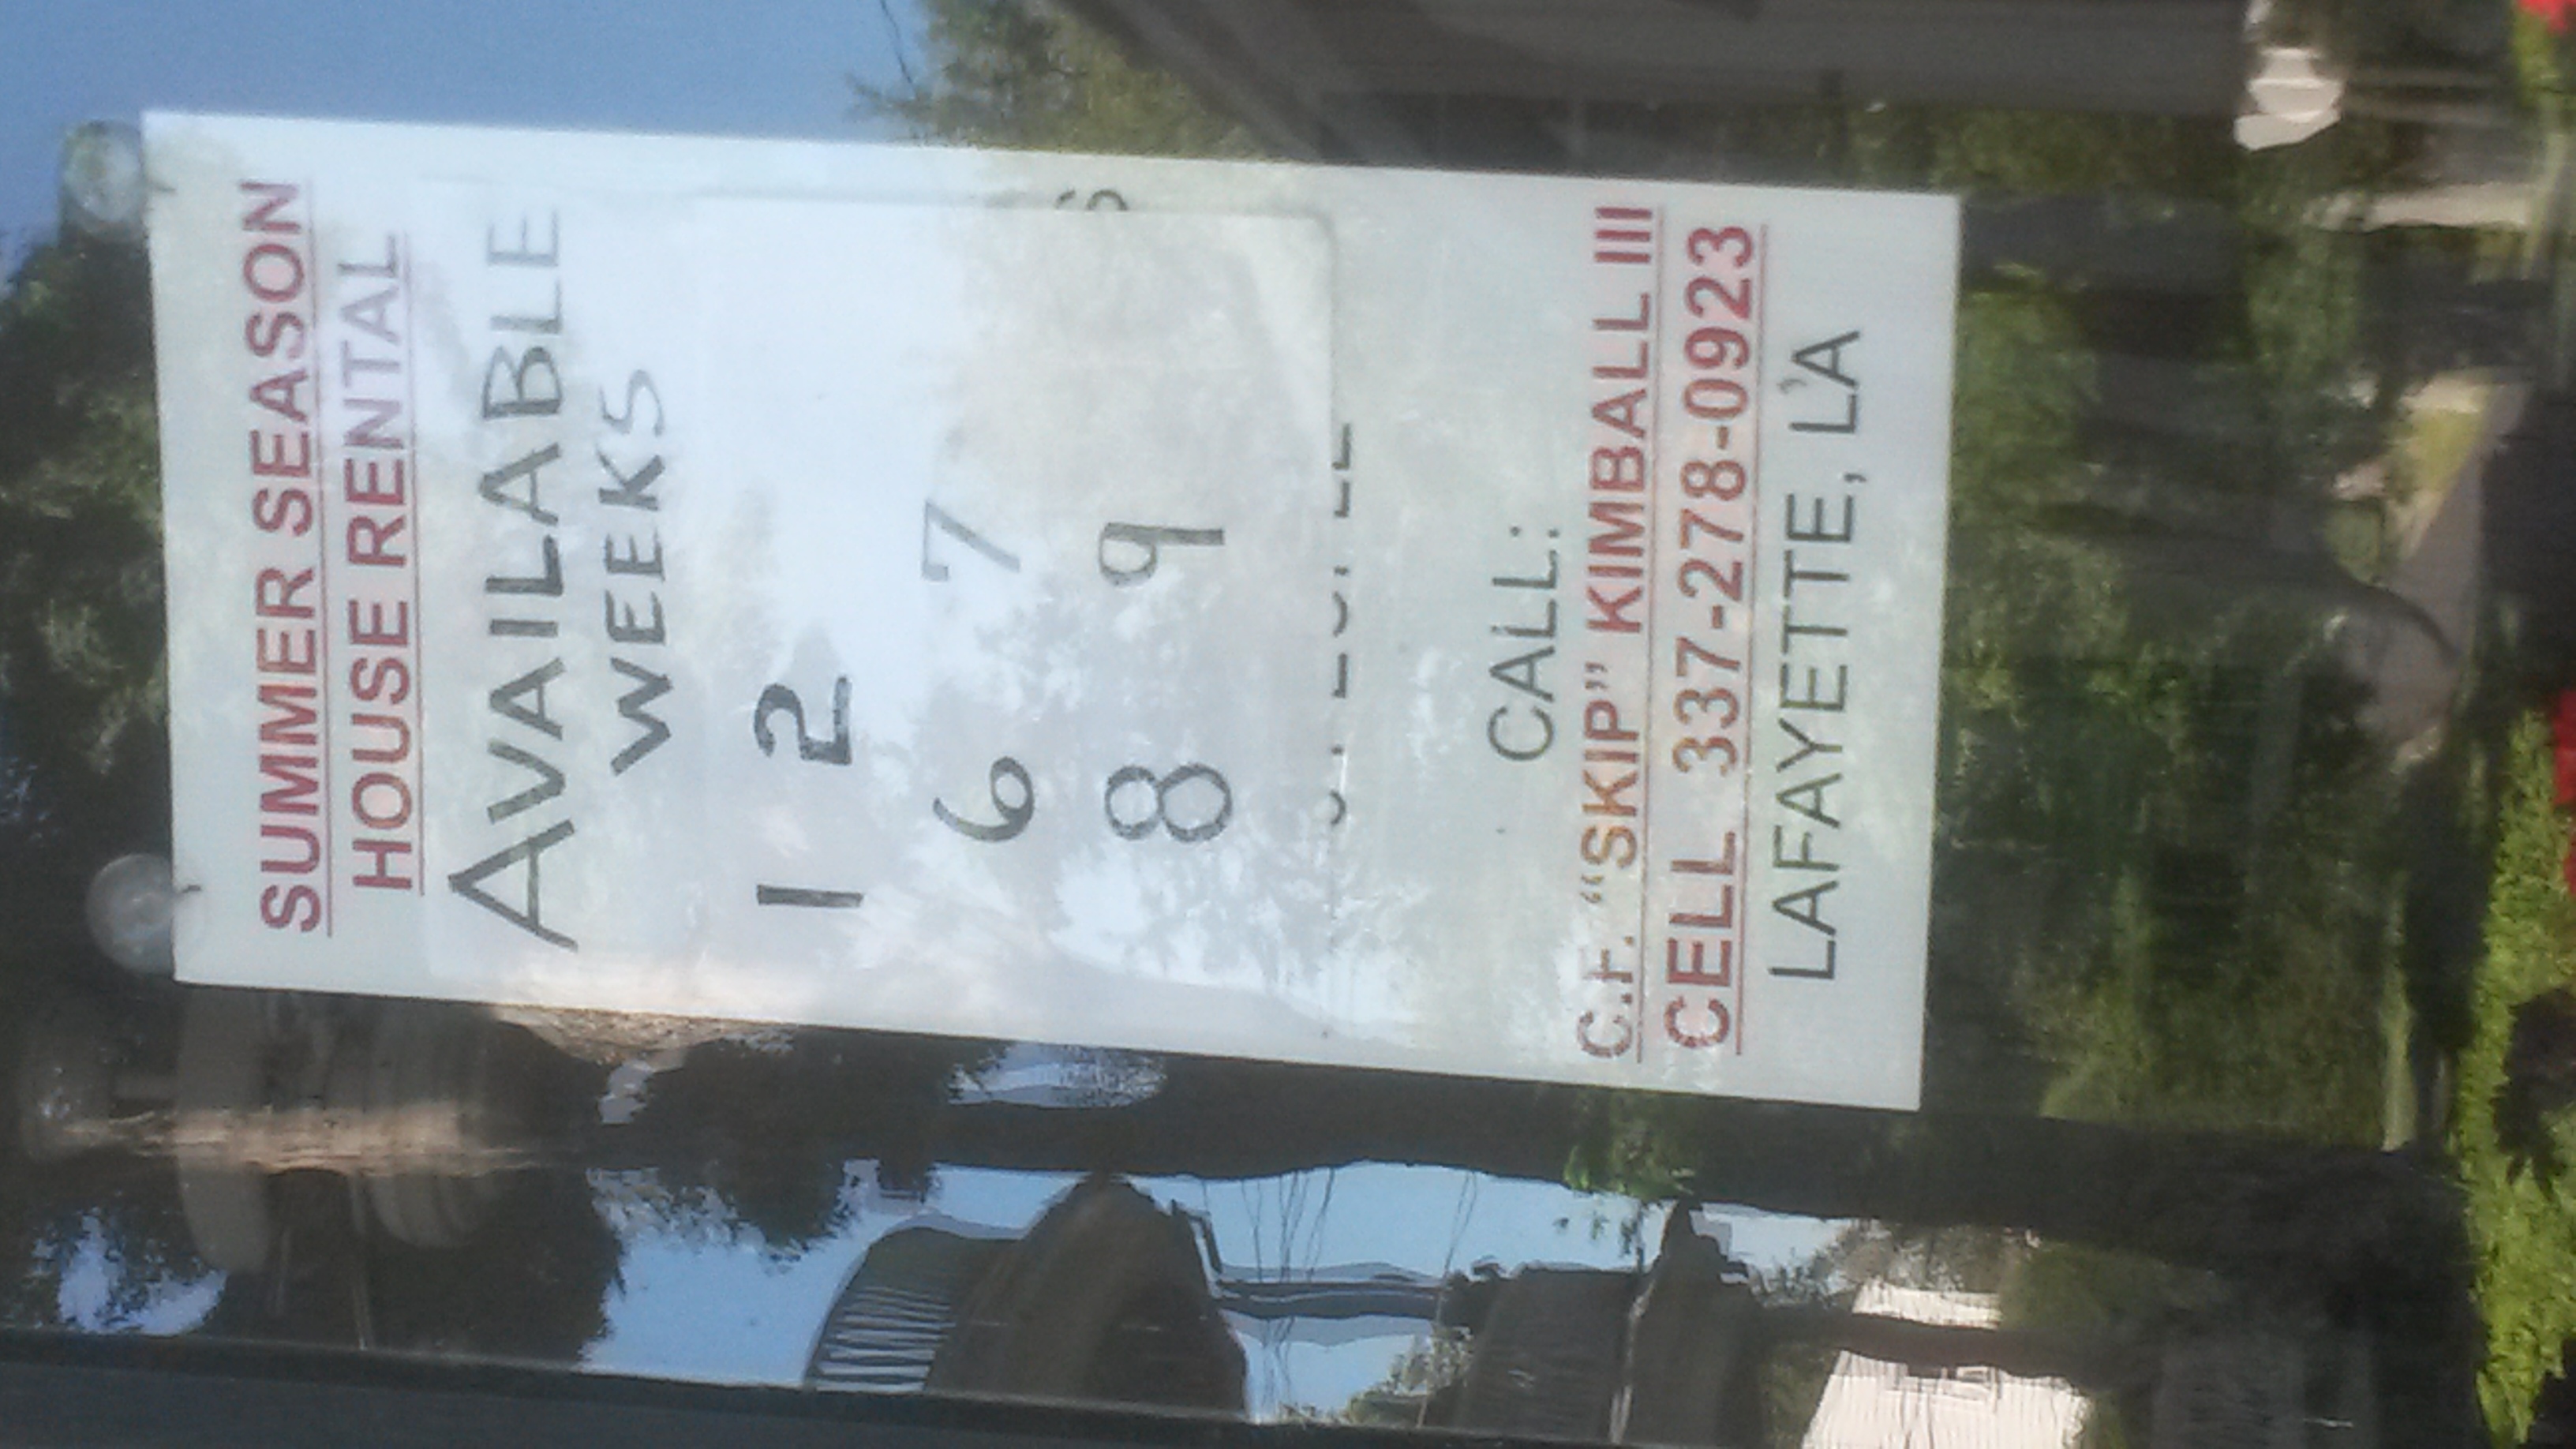 SUMMER SEASON
HOUSE RENTAL
AVAILABLE
WEEKS
1 2
6 7
8 9
CALL:
C.F. “SKIP” KIMBALL III
CELL 337-278-0923
LAFAYETTE, LA